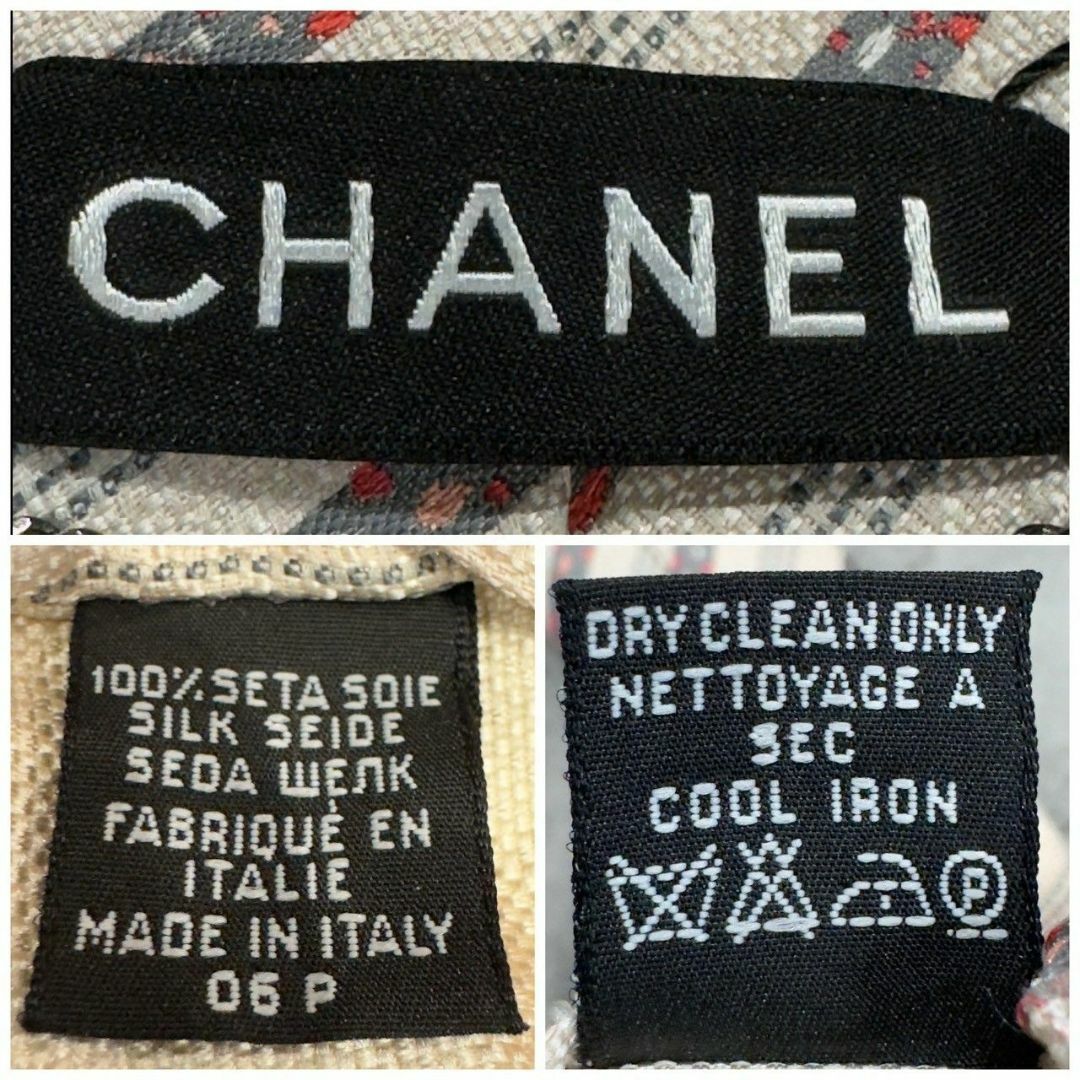 CHANEL
100% SETA SOIE
SILK SEIDE
SEDA ШЕЛК
FABRIQUÉ EN
ITALIE
MADE IN ITALY
06 P
DRY CLEAN ONLY
NETTOYAGE A
SEC
COOL IRON
P